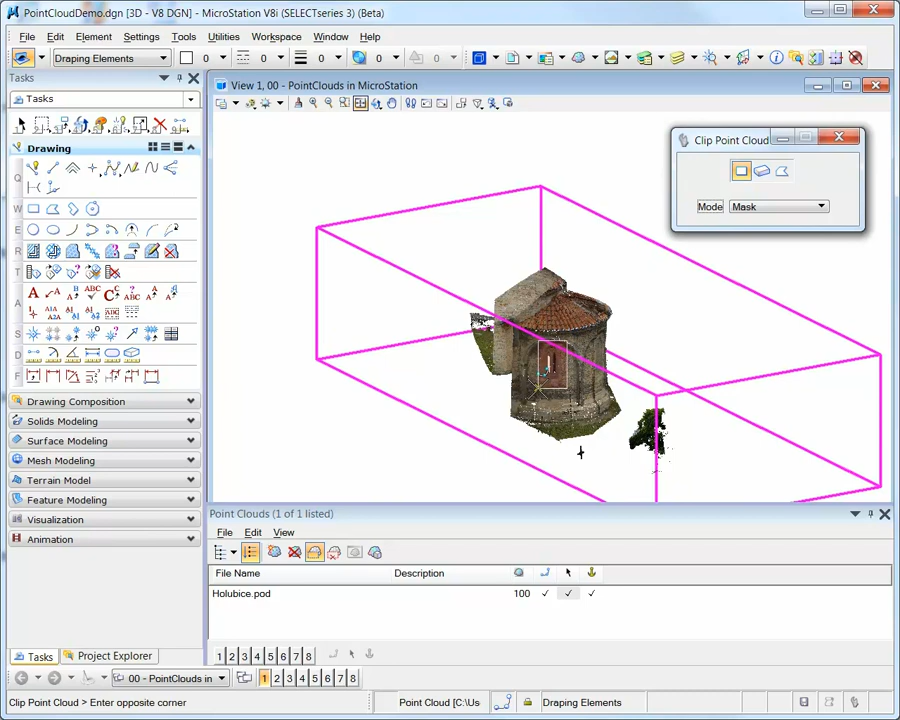 PointCloudDemo.dgn [3D - V8 DGN] - MicroStation V8i (SELECTseries 3) (Beta)
File Edit Element Settings Tools Utilities Workspace Window Help
Draping Elements 0 0 0 0 0
Tasks
View 1, 00 - PointClouds in MicroStation
Tasks
Clip Point Cloud
Drawing
Q
W
E
R
T
A
S
D
F
Mode Mask
Drawing Composition
Solids Modeling
Surface Modeling
Mesh Modeling
Terrain Model
Feature Modeling
Visualization
Animation
Point Clouds (1 of 1 listed)
File Edit View
File Name Description
Holubice.pod 100
1 2 3 4 5 6 7 8
Tasks Project Explorer
00 - PointClouds in 1 2 3 4 5 6 7 8
Clip Point Cloud > Enter opposite corner Point Cloud [C:\Us Draping Elements